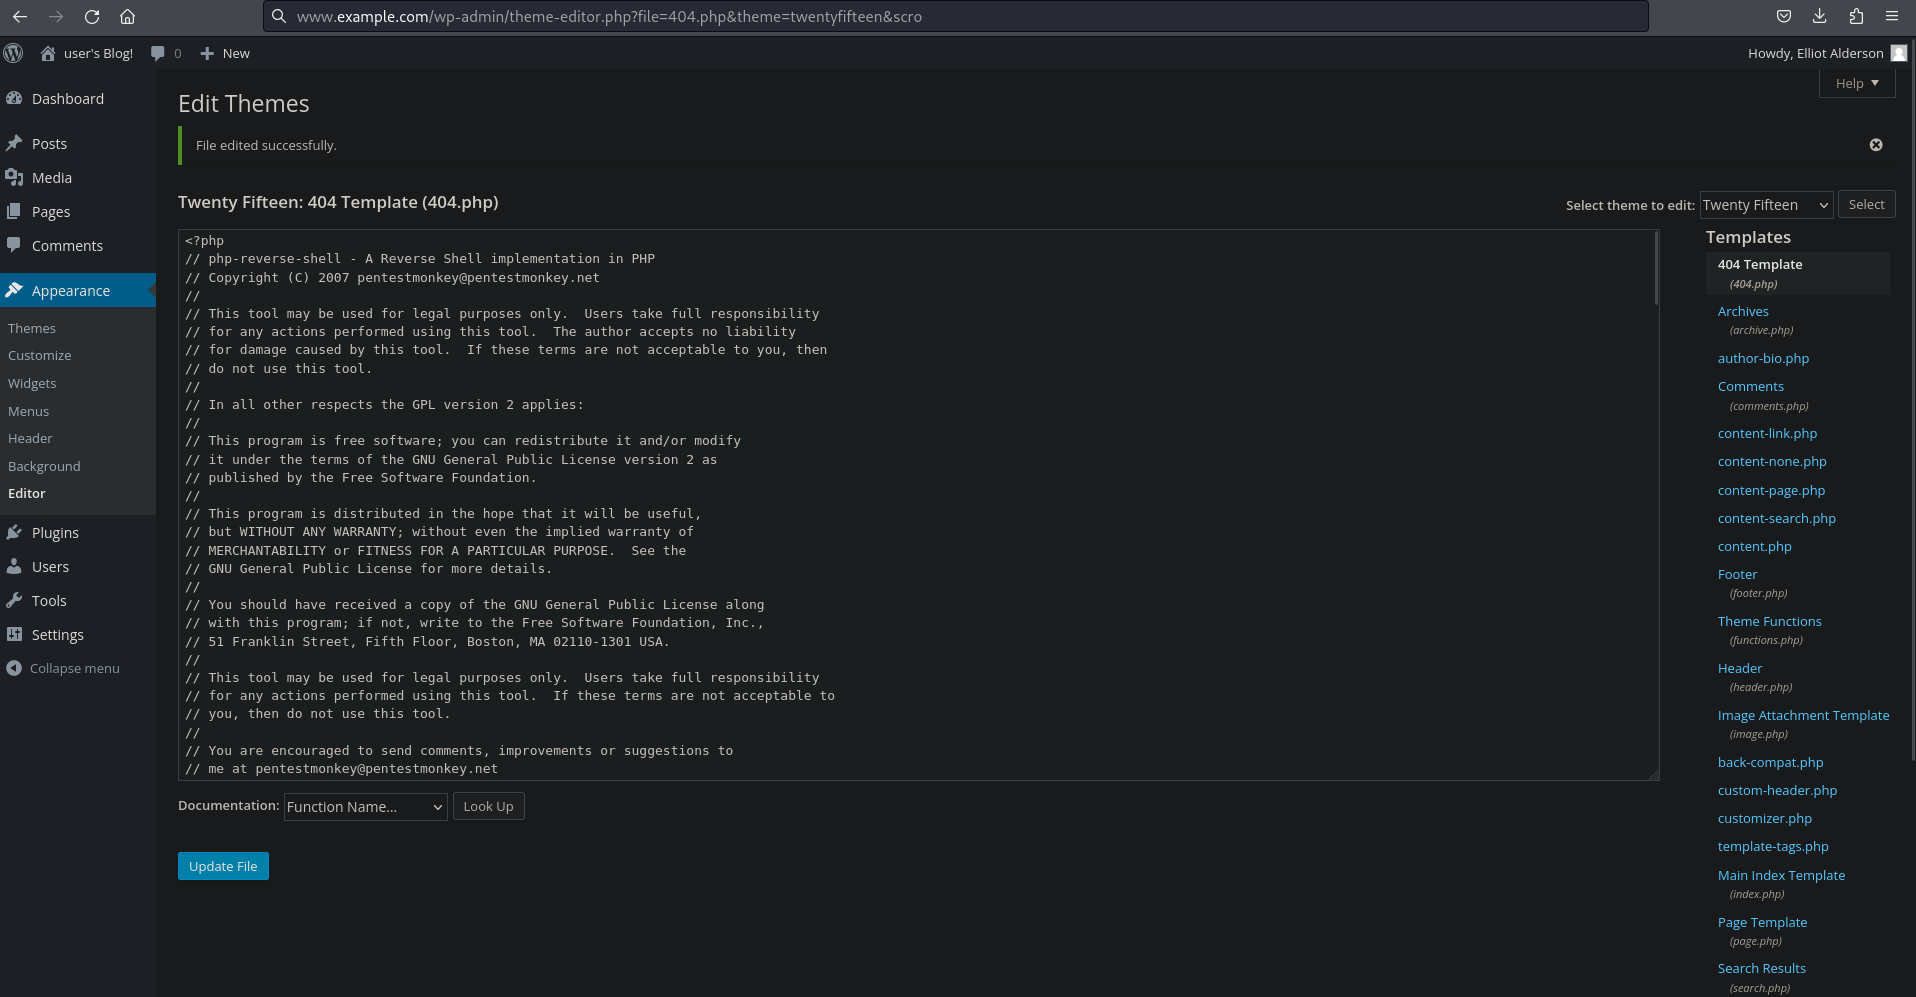 www.example.com/wp-admin/theme-editor.php?file=404.php&theme=twentyfifteen&scro
user's Blog! 0 New
Howdy, Elliot Alderson
Help
Dashboard
Posts
Media
Pages
Comments
Appearance
Themes
Customize
Widgets
Menus
Header
Background
Editor
Plugins
Users
Tools
Settings
Collapse menu
Edit Themes
File edited successfully.
Twenty Fifteen: 404 Template (404.php)
Select theme to edit: Twenty Fifteen Select
<?php
// php-reverse-shell - A Reverse Shell implementation in PHP
// Copyright (C) 2007 pentestmonkey@pentestmonkey.net
//
// This tool may be used for legal purposes only.  Users take full responsibility
// for any actions performed using this tool.  The author accepts no liability
// for damage caused by this tool.  If these terms are not acceptable to you, then
// do not use this tool.
//
// In all other respects the GPL version 2 applies:
//
// This program is free software; you can redistribute it and/or modify
// it under the terms of the GNU General Public License version 2 as
// published by the Free Software Foundation.
//
// This program is distributed in the hope that it will be useful,
// but WITHOUT ANY WARRANTY; without even the implied warranty of
// MERCHANTABILITY or FITNESS FOR A PARTICULAR PURPOSE.  See the
// GNU General Public License for more details.
//
// You should have received a copy of the GNU General Public License along
// with this program; if not, write to the Free Software Foundation, Inc.,
// 51 Franklin Street, Fifth Floor, Boston, MA 02110-1301 USA.
//
// This tool may be used for legal purposes only.  Users take full responsibility
// for any actions performed using this tool.  If these terms are not acceptable to
// you, then do not use this tool.
//
// You are encouraged to send comments, improvements or suggestions to
// me at pentestmonkey@pentestmonkey.net
Documentation: Function Name... Look Up
Update File
Templates
404 Template
(404.php)
Archives
(archive.php)
author-bio.php
Comments
(comments.php)
content-link.php
content-none.php
content-page.php
content-search.php
content.php
Footer
(footer.php)
Theme Functions
(functions.php)
Header
(header.php)
Image Attachment Template
(image.php)
back-compat.php
custom-header.php
customizer.php
template-tags.php
Main Index Template
(index.php)
Page Template
(page.php)
Search Results
(search.php)